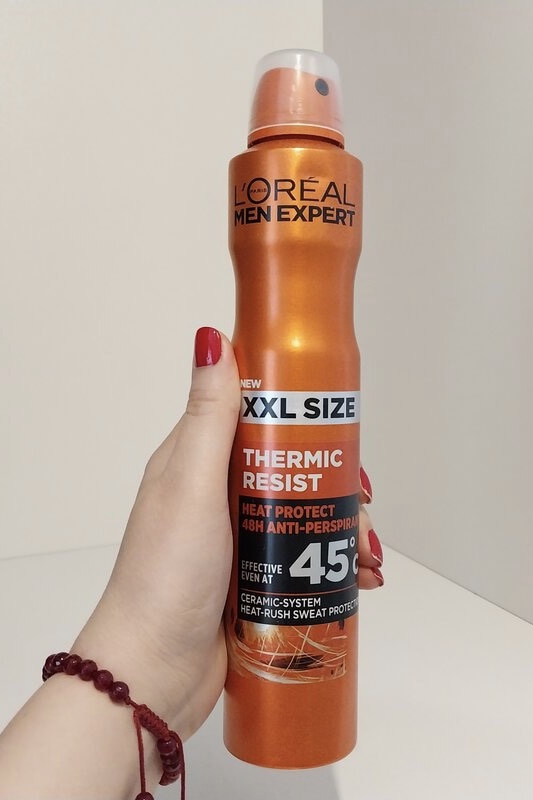 L'ORÉAL
PARIS
MEN EXPERT
NEW
XXL SIZE
THERMIC
RESIST
HEAT PROTECT
48H ANTI-PERSPIRAN
EFFECTIVE
EVEN AT
45°C
CERAMIC-SYSTEM
HEAT-RUSH SWEAT PROTECTI